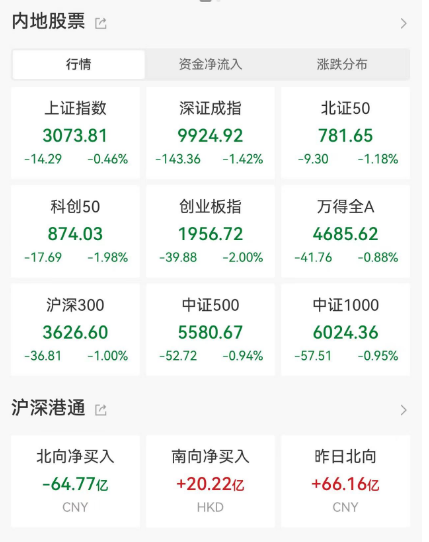 内地股票
行情 资金净流入 涨跌分布
上证指数 深证成指 北证50
3073.81 9924.92 781.65
-14.29 -0.46% -143.36 -1.42% -9.30 -1.18%
科创50 创业板指 万得全A
874.03 1956.72 4685.62
-17.69 -1.98% -39.88 -2.00% -41.76 -0.88%
沪深300 中证500 中证1000
3626.60 5580.67 6024.36
-36.81 -1.00% -52.72 -0.94% -57.51 -0.95%
沪深港通
北向净买入 南向净买入 昨日北向
-64.77亿 +20.22亿 +66.16亿
CNY HKD CNY